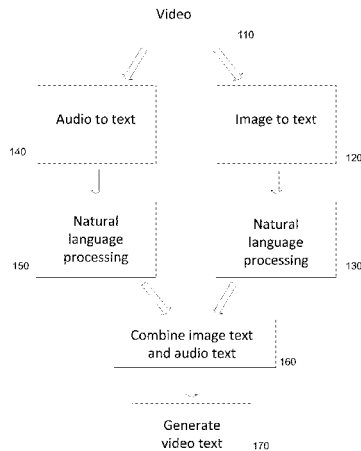 Video
110
Audio to text
140
Image to text
120
Natural
language
processing
150
Natural
language
processing
130
Combine image text
and audio text
160
Generate
video text
170